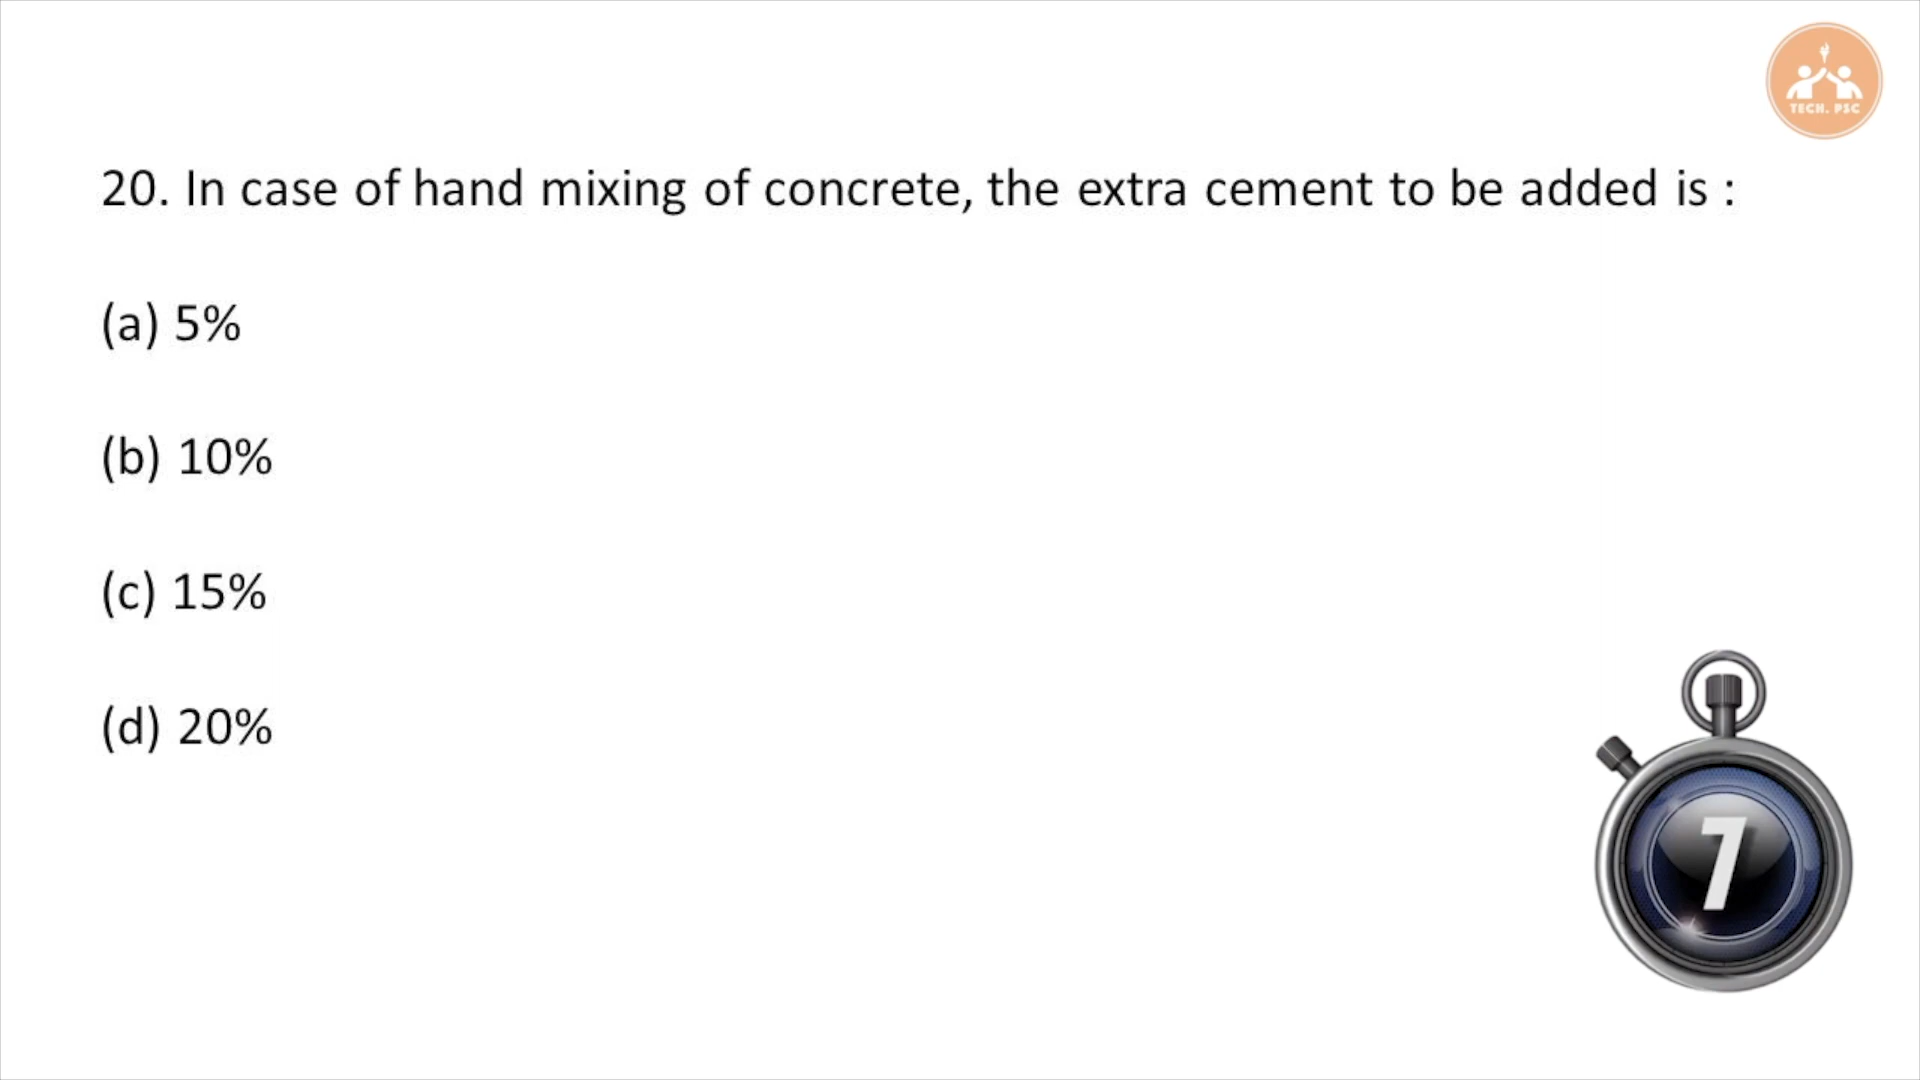 TECH. PSC
20. In case of hand mixing of concrete, the extra cement to be added is :
(a) 5%
(b) 10%
(c) 15%
(d) 20%
7